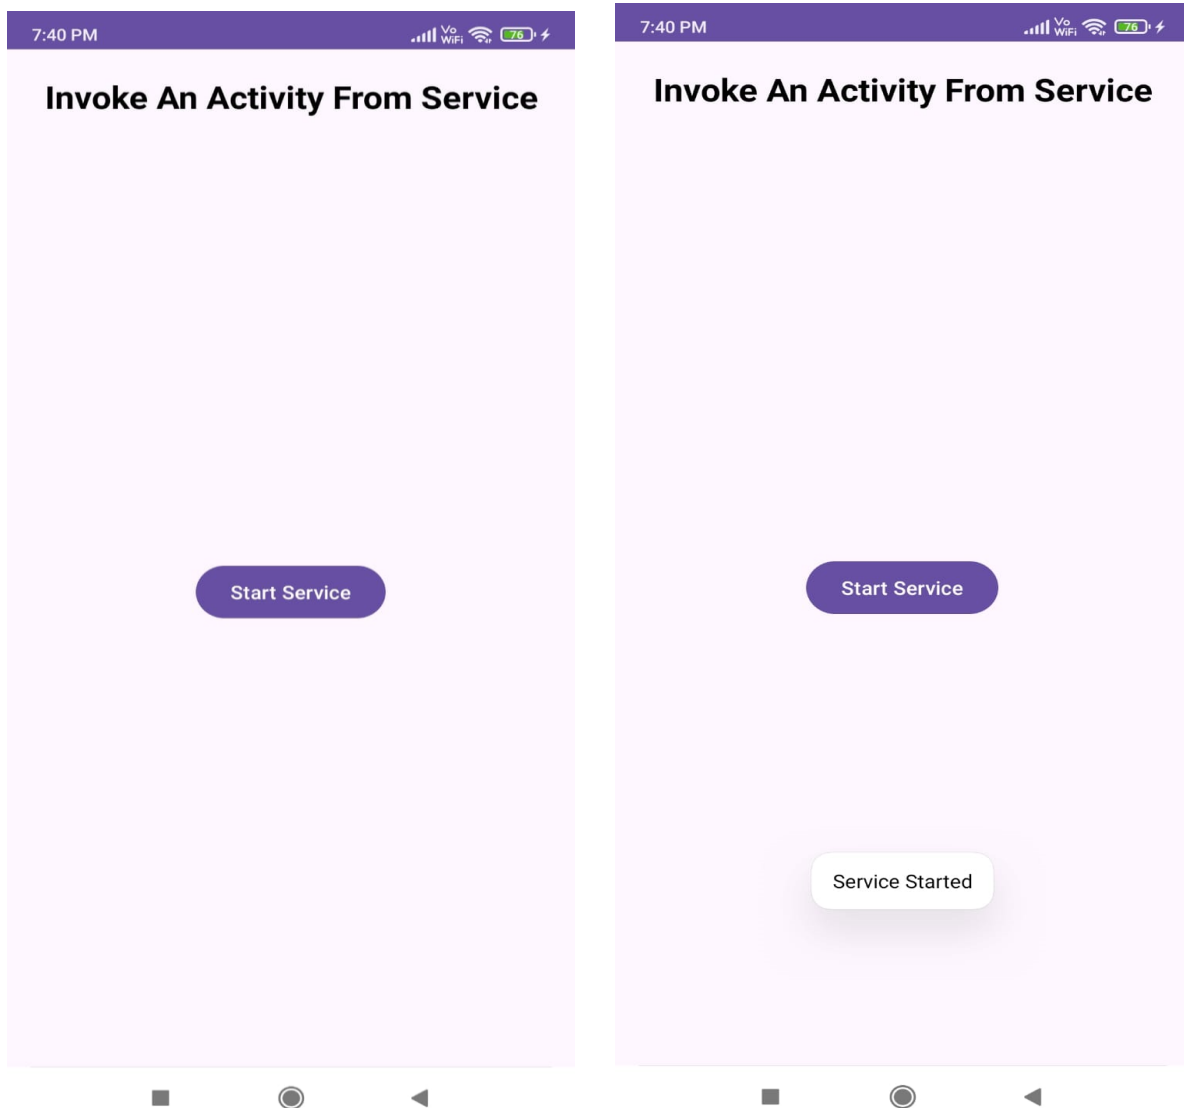 7:40 PM
Vo
WiFi
76
Invoke An Activity From Service
Start Service
7:40 PM
Vo
WiFi
76
Invoke An Activity From Service
Start Service
Service Started